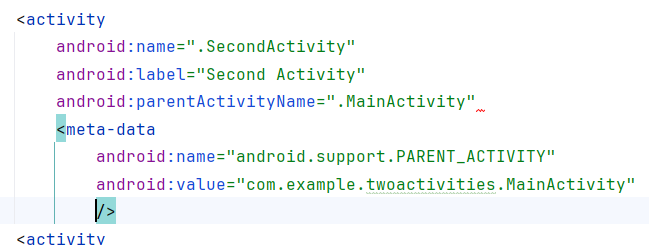 <activity
android:name=".SecondActivity"
android:label="Second Activity"
android:parentActivityName=".MainActivity"
<meta-data
android:name="android.support.PARENT_ACTIVITY"
android:value="com.example.twoactivities.MainActivity"
/>
<activity